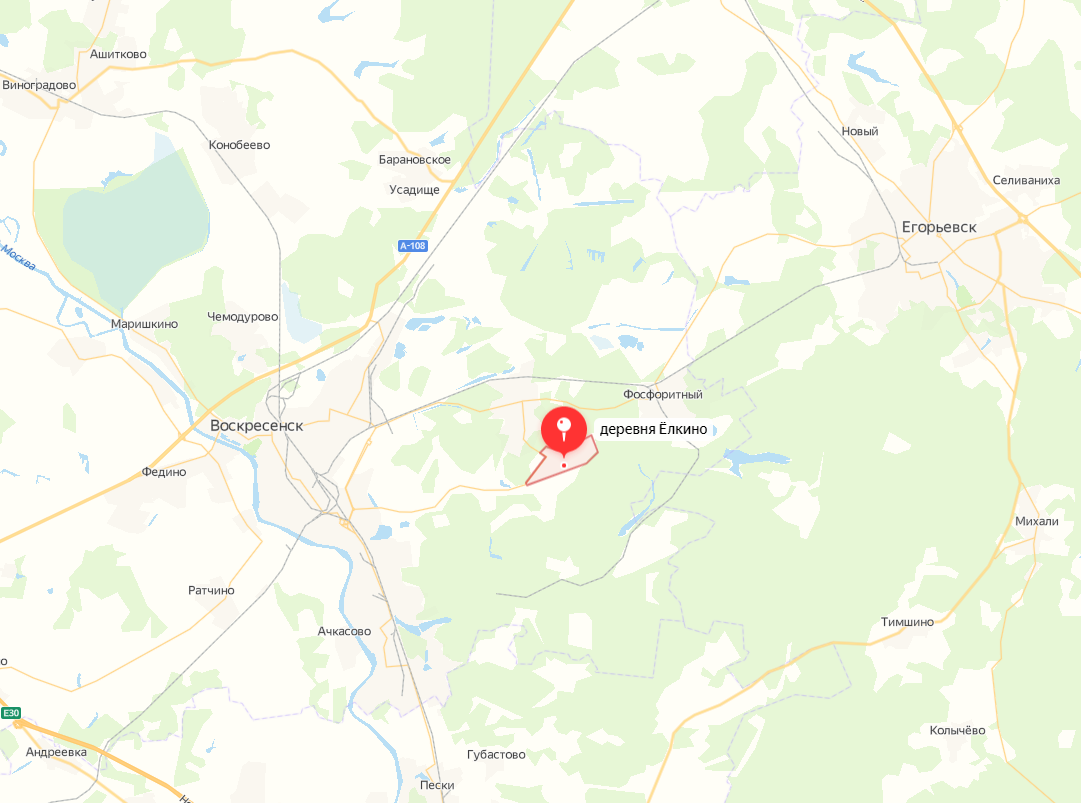 Ашитково
Виноградово
Конобеево
Барановское
Усадище
Новый
Селиваниха
Егорьевск
А-108
Москва
Маришкино
Чемодурово
Фосфоритный
Воскресенск
деревня Ёлкино
Федино
Михали
Ратчино
Ачкасово
Тимшино
о
E30
Андреевка
Колычёво
Губастово
Пески